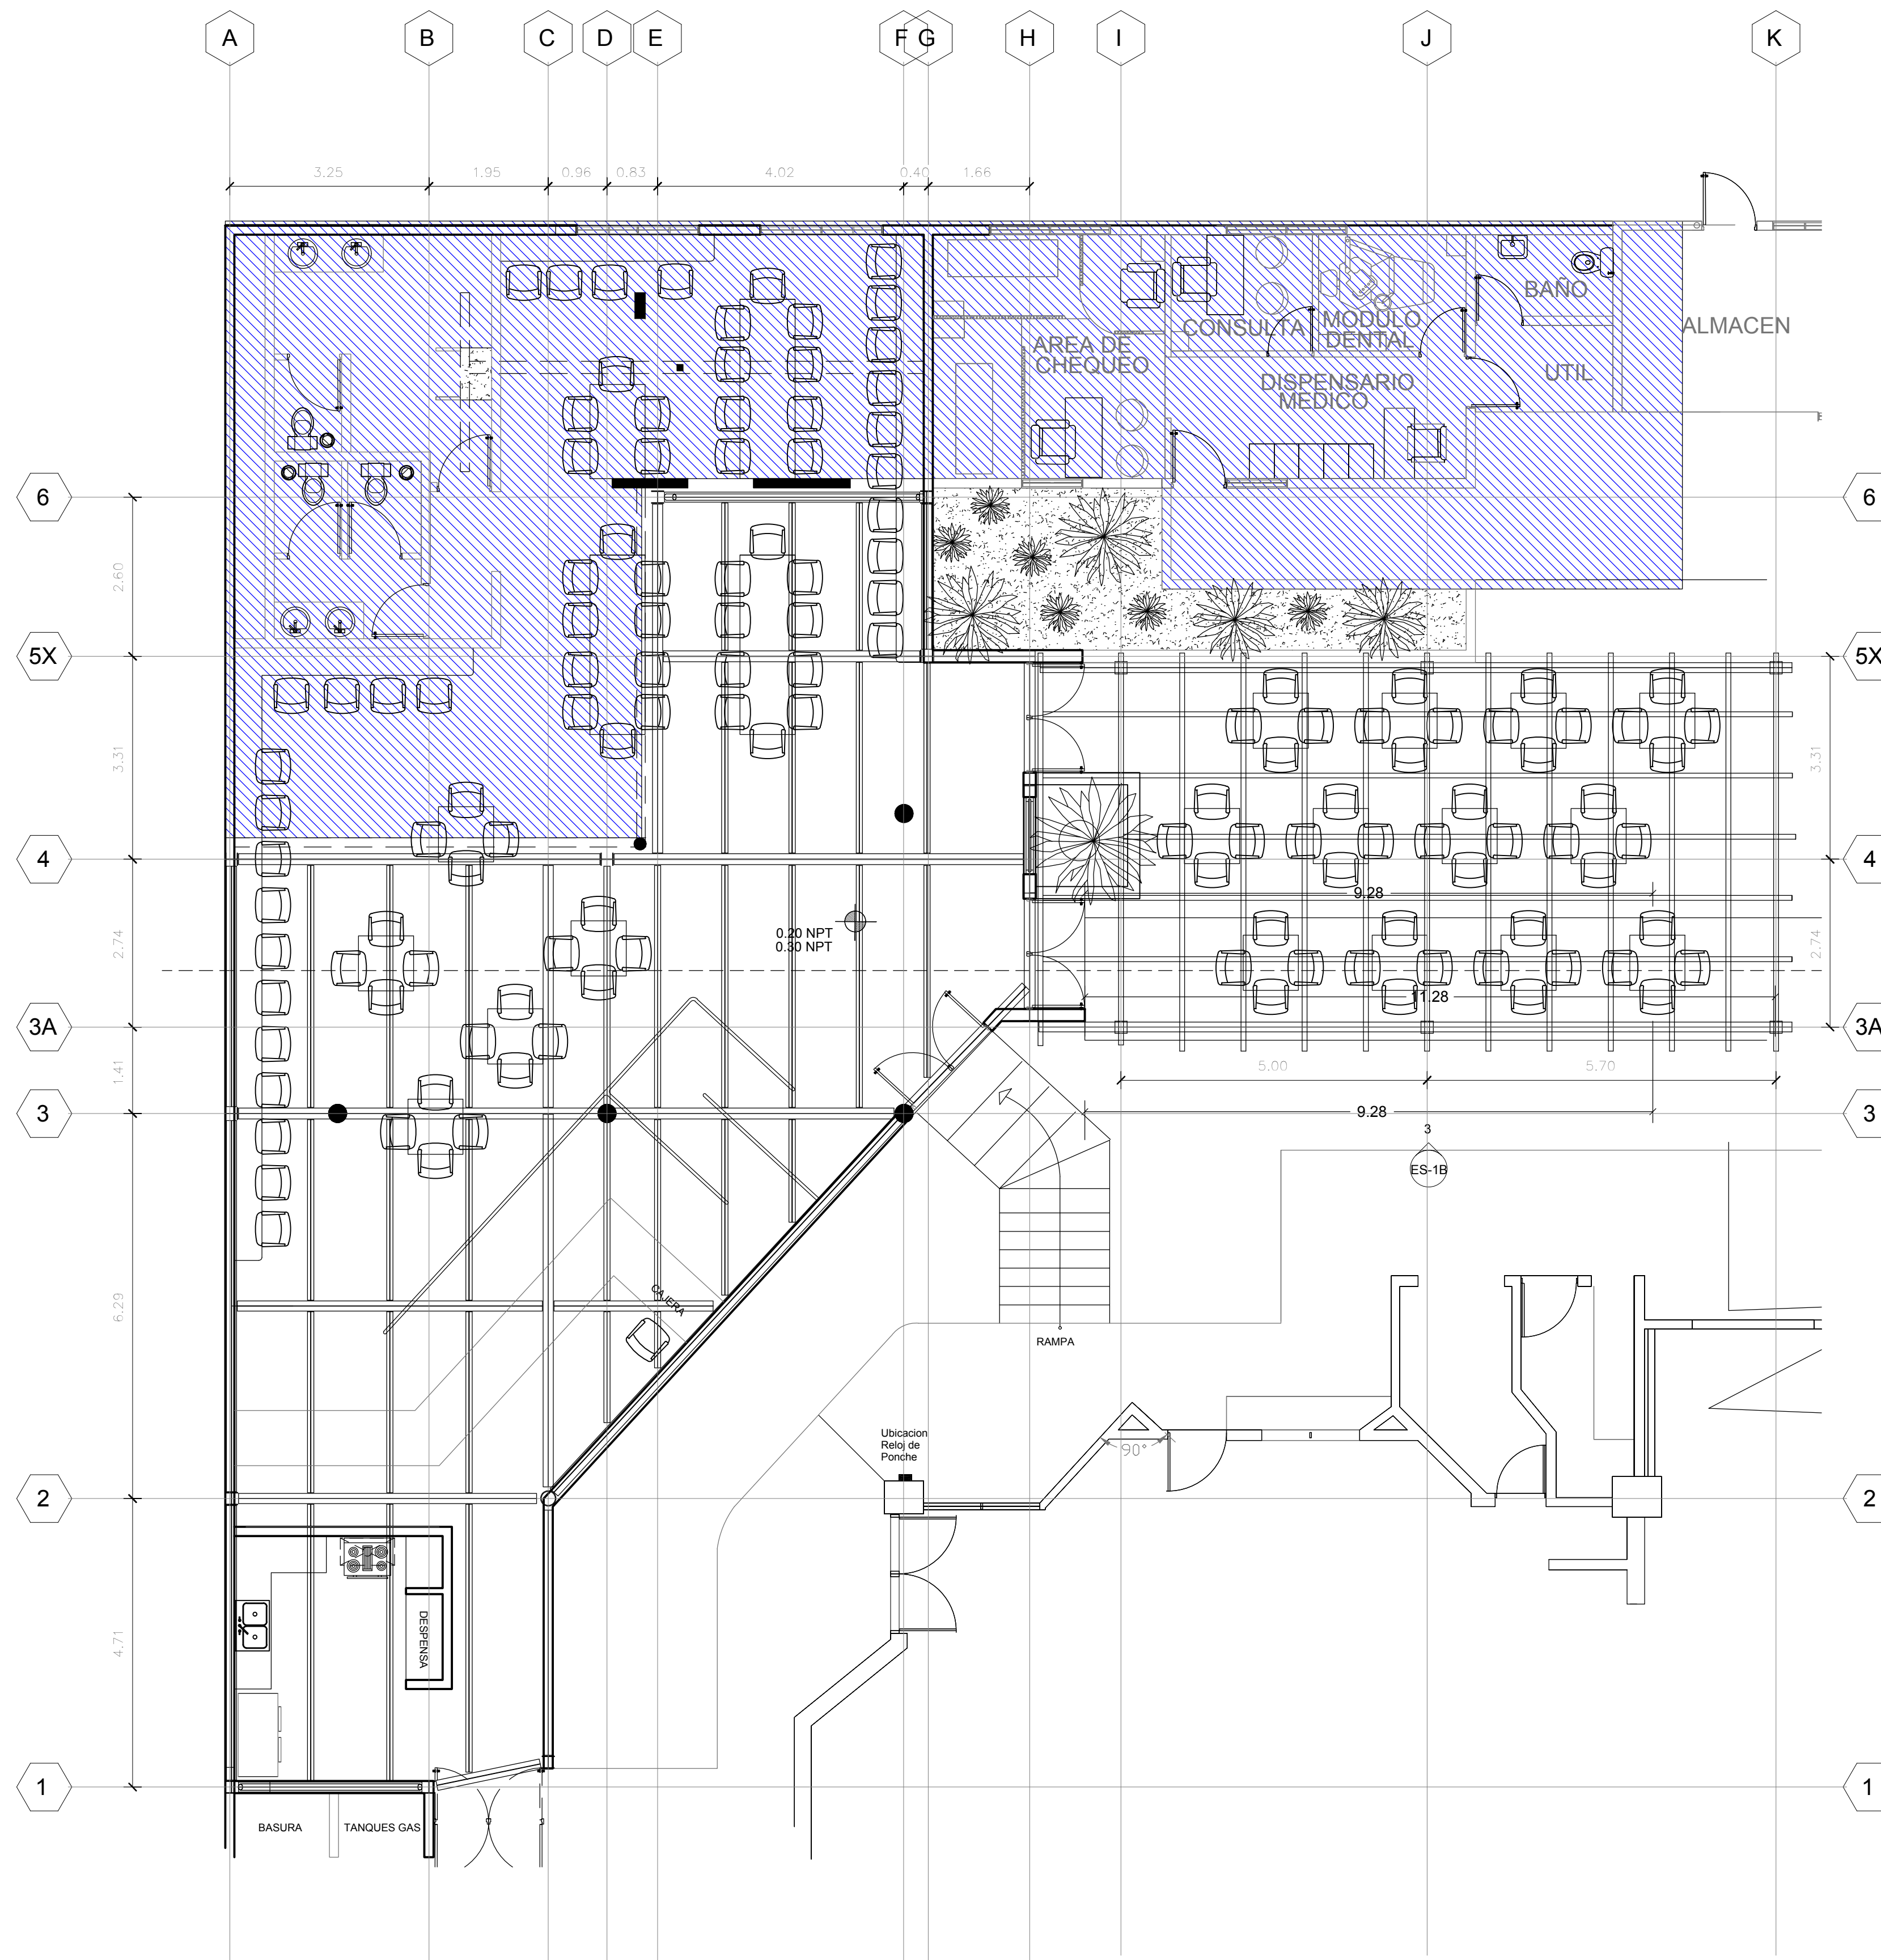 A
B
C
D
E
F
G
H
I
J
K
3.25
1.95
0.96
0.83
4.02
0.40
1.66
BAÑO
CONSULTA
MODULO
DENTAL
ALMACEN
AREA DE
CHEQUEO
UTIL
DISPENSARIO
MEDICO
6
6
2.60
5X
5X
3.31
3.31
4
4
9.28
0.20 NPT
0.30 NPT
2.74
2.74
11.28
3A
3A
1.41
5.00
5.70
3
9.28
3
3
ES-1B
CAJERA
6.29
RAMPA
Ubicacion
Reloj de
Ponche
90°
2
2
DESPENSA
4.71
1
1
BASURA
TANQUES GAS